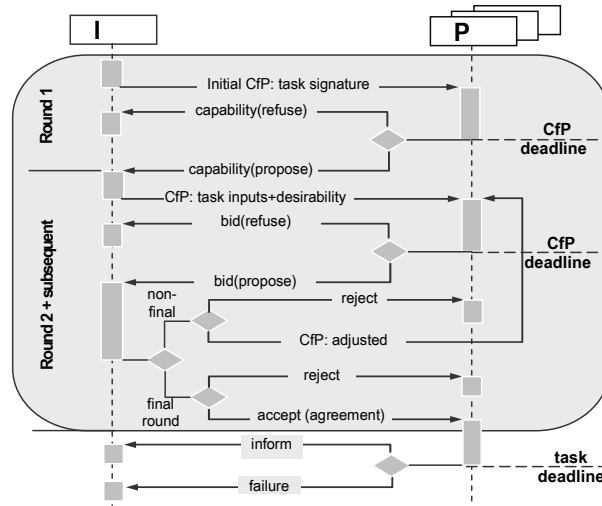 I
P
Initial CfP: task signature
Round 1
capability(refuse)
CfP
deadline
capability(propose)
CfP: task inputs+desirability
bid(refuse)
CfP
deadline
Round 2 + subsequent
bid(propose)
non-
final
reject
CfP: adjusted
reject
final
round
accept (agreement)
inform
task
deadline
failure